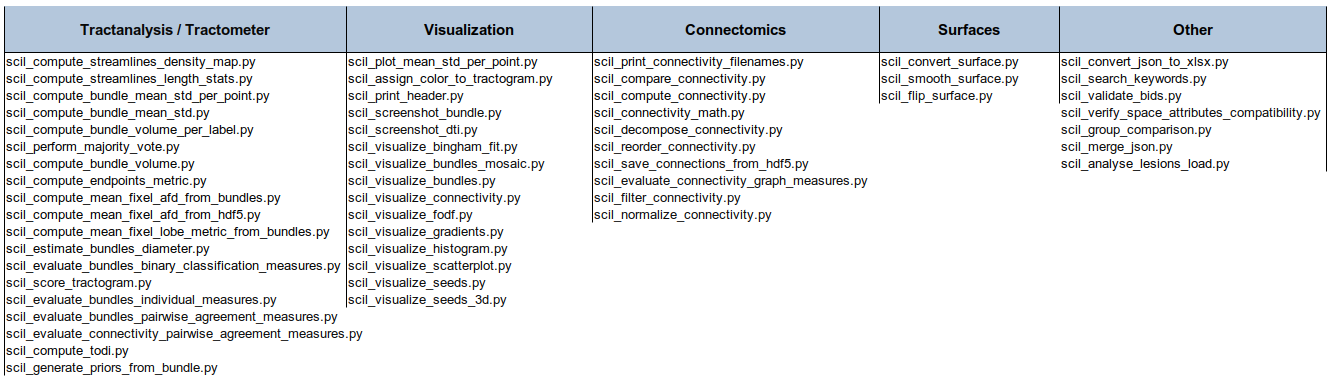 Tractanalysis / Tractometer
scil_compute_streamlines_density_map.py
scil_compute_streamlines_length_stats.py
scil_compute_bundle_mean_std_per_point.py
scil_compute_bundle_mean_std.py
scil_compute_bundle_volume_per_label.py
scil_perform_majority_vote.py
scil_compute_bundle_volume.py
scil_compute_endpoints_metric.py
scil_compute_mean_fixel_afd_from_bundles.py
scil_compute_mean_fixel_afd_from_hdf5.py
scil_compute_mean_fixel_lobe_metric_from_bundles.py
scil_estimate_bundles_diameter.py
scil_evaluate_bundles_binary_classification_measures.py
scil_score_tractogram.py
scil_evaluate_bundles_individual_measures.py
scil_evaluate_bundles_pairwise_agreement_measures.py
scil_evaluate_connectivity_pairwise_agreement_measures.py
scil_compute_todi.py
scil_generate_priors_from_bundle.py
Visualization
scil_plot_mean_std_per_point.py
scil_assign_color_to_tractogram.py
scil_print_header.py
scil_screenshot_bundle.py
scil_screenshot_dti.py
scil_visualize_bingham_fit.py
scil_visualize_bundles_mosaic.py
scil_visualize_bundles.py
scil_visualize_connectivity.py
scil_visualize_fodf.py
scil_visualize_gradients.py
scil_visualize_histogram.py
scil_visualize_scatterplot.py
scil_visualize_seeds.py
scil_visualize_seeds_3d.py
Connectomics
scil_print_connectivity_filenames.py
scil_compare_connectivity.py
scil_compute_connectivity.py
scil_connectivity_math.py
scil_decompose_connectivity.py
scil_reorder_connectivity.py
scil_save_connections_from_hdf5.py
scil_evaluate_connectivity_graph_measures.py
scil_filter_connectivity.py
scil_normalize_connectivity.py
Surfaces
scil_convert_surface.py
scil_smooth_surface.py
scil_flip_surface.py
Other
scil_convert_json_to_xlsx.py
scil_search_keywords.py
scil_validate_bids.py
scil_verify_space_attributes_compatibility.py
scil_group_comparison.py
scil_merge_json.py
scil_analyse_lesions_load.py